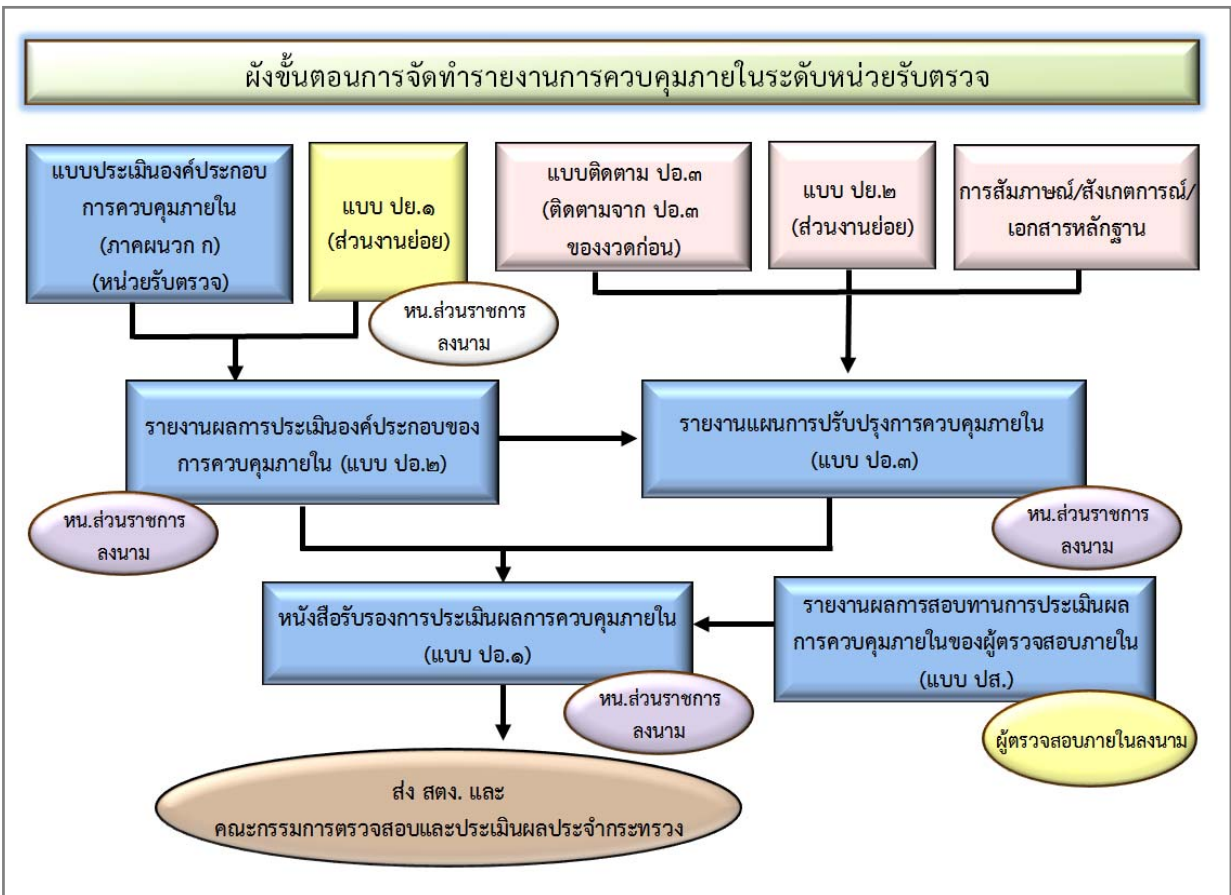 ผังขั้นตอนการจัดทำรายงานการควบคุมภายในระดับหน่วยรับตรวจ
แบบประเมินองค์ประกอบ
การควบคุมภายใน
(ภาคผนวก ก)
(หน่วยรับตรวจ)
แบบ ปย.๑
(ส่วนงานย่อย)
หน.ส่วนราชการ
ลงนาม
แบบติดตาม ปอ.๓
(ติดตามจาก ปอ.๓
ของงวดก่อน)
แบบ ปย.๒
(ส่วนงานย่อย)
การสัมภาษณ์/สังเกตการณ์/
เอกสารหลักฐาน
รายงานผลการประเมินองค์ประกอบของ
การควบคุมภายใน (แบบ ปอ.๒)
หน.ส่วนราชการ
ลงนาม
รายงานแผนการปรับปรุงการควบคุมภายใน
(แบบ ปอ.๓)
หน.ส่วนราชการ
ลงนาม
หนังสือรับรองการประเมินผลการควบคุมภายใน
(แบบ ปอ.๑)
หน.ส่วนราชการ
ลงนาม
รายงานผลการสอบทานการประเมินผล
การควบคุมภายในของผู้ตรวจสอบภายใน
(แบบ ปส.)
ผู้ตรวจสอบภายในลงนาม
ส่ง สตง. และ
คณะกรรมการตรวจสอบและประเมินผลประจำกระทรวง